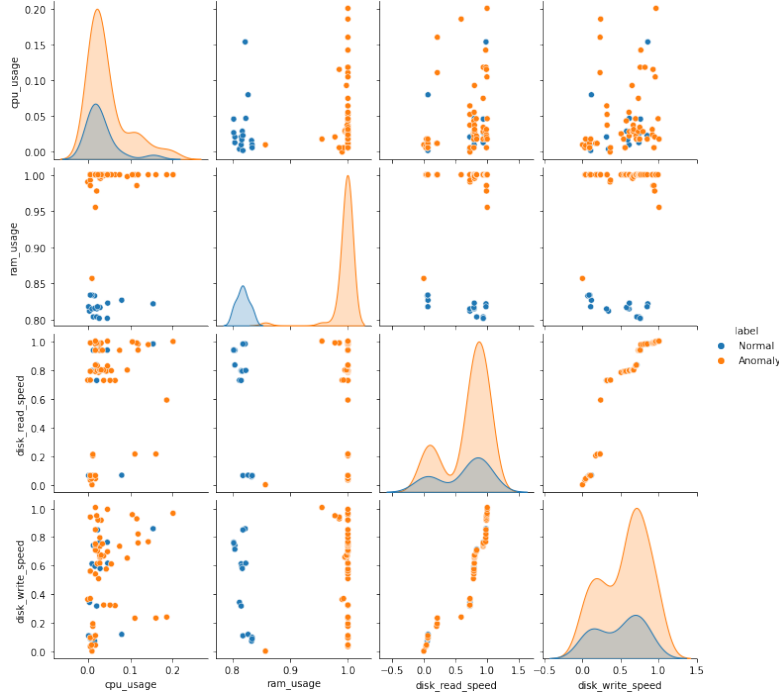 cpu_usage
0.20
0.15
0.10
0.05
0.00
ram_usage
1.00
0.95
0.90
0.85
0.80
label
Normal
Anomaly
disk_read_speed
1.0
0.8
0.6
0.4
0.2
0.0
disk_write_speed
1.0
0.8
0.6
0.4
0.2
0.0
0.0 0.1 0.2
cpu_usage
0.8 0.9 1.0
ram_usage
−0.5 0.0 0.5 1.0 1.5
disk_read_speed
−0.5 0.0 0.5 1.0 1.5
disk_write_speed